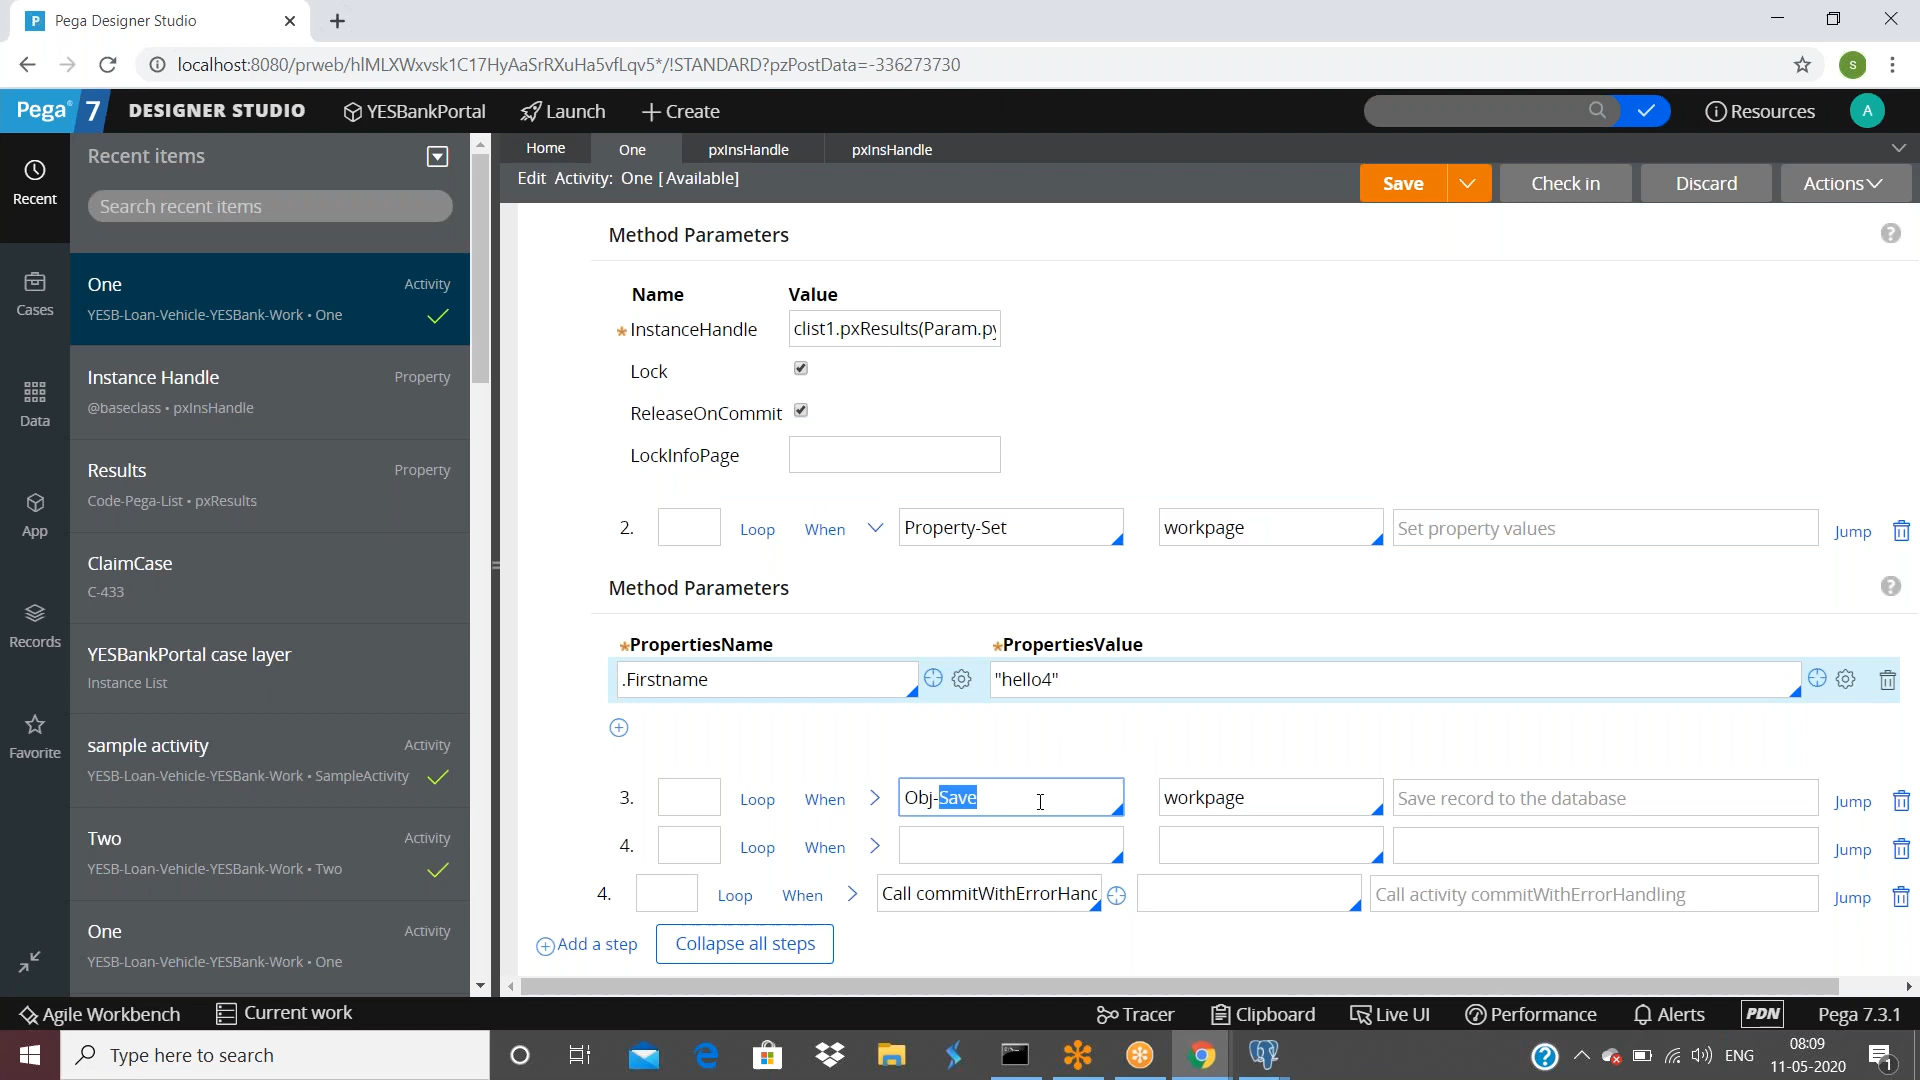 P Pega Designer Studio
localhost:8080/prweb/hIMLXWxvsk1C17HyAaSrRXuHa5vfLqv5*/!STANDARD?pzPostData=-336273730
s
Pega 7 DESIGNER STUDIO YESBankPortal Launch Create Resources A
Recent items
Search recent items
Recent
Cases
Data
App
Records
Favorite
One Activity
YESB-Loan-Vehicle-YESBank-Work • One
Instance Handle Property
@baseclass • pxInsHandle
Results Property
Code-Pega-List • pxResults
ClaimCase
C-433
YESBankPortal case layer
Instance List
sample activity Activity
YESB-Loan-Vehicle-YESBank-Work • SampleActivity
Two Activity
YESB-Loan-Vehicle-YESBank-Work • Two
One Activity
YESB-Loan-Vehicle-YESBank-Work • One
Home One pxInsHandle pxInsHandle
Edit Activity: One [Available] Save Check in Discard Actions
Method Parameters
Name Value
InstanceHandle clist1.pxResults(Param.py
Lock
ReleaseOnCommit
LockInfoPage
2. Loop When Property-Set workpage Set property values Jump
Method Parameters
*PropertiesName *PropertiesValue
.Firstname "hello4"
3. Loop When Obj-Save workpage Save record to the database Jump
4. Loop When Jump
4. Loop When Call commitWithErrorHand Call activity commitWithErrorHandling Jump
Add a step Collapse all steps
Agile Workbench Current work Tracer Clipboard Live UI Performance Alerts PDN Pega 7.3.1
Type here to search ENG 08:09
11-05-2020 1